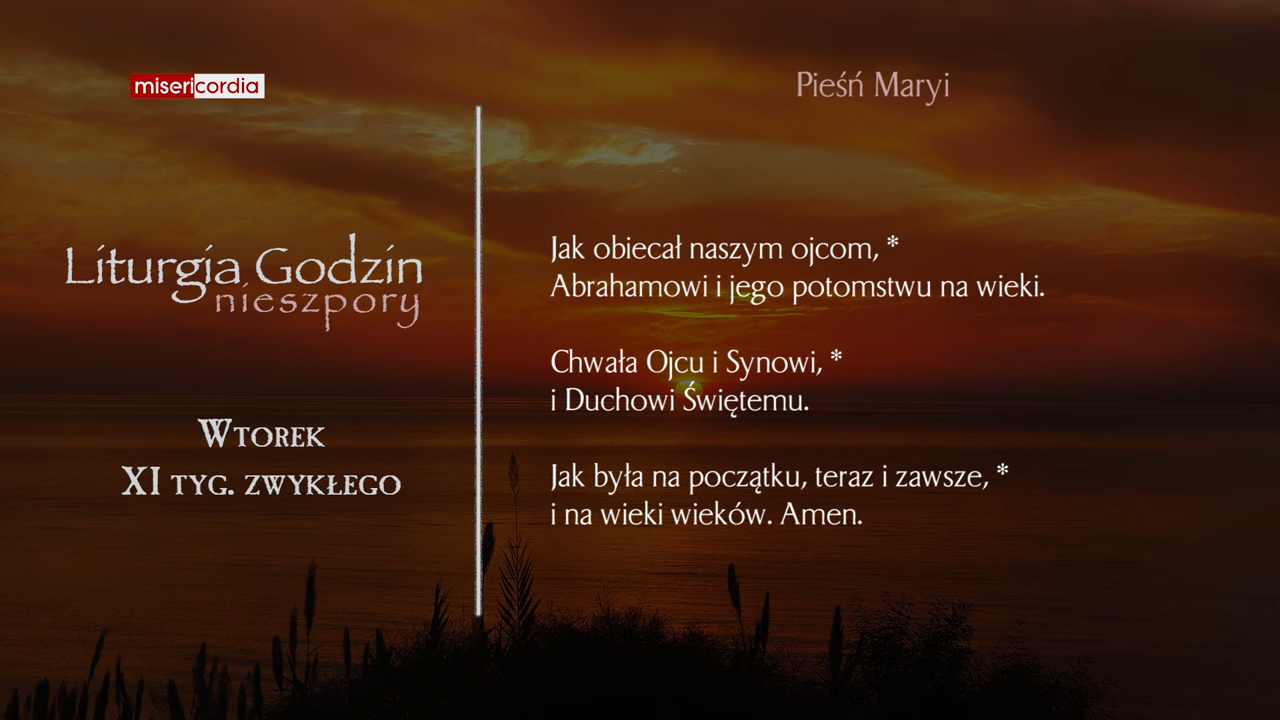 misericordia
Pieśń Maryi
Liturgia Godzin
nieszpory
Wtorek
XI tyg. zwykłego
Jak obiecał naszym ojcom, *
Abrahamowi i jego potomstwu na wieki.
Chwała Ojcu i Synowi, *
i Duchowi Świętemu.
Jak była na początku, teraz i zawsze, *
i na wieki wieków. Amen.